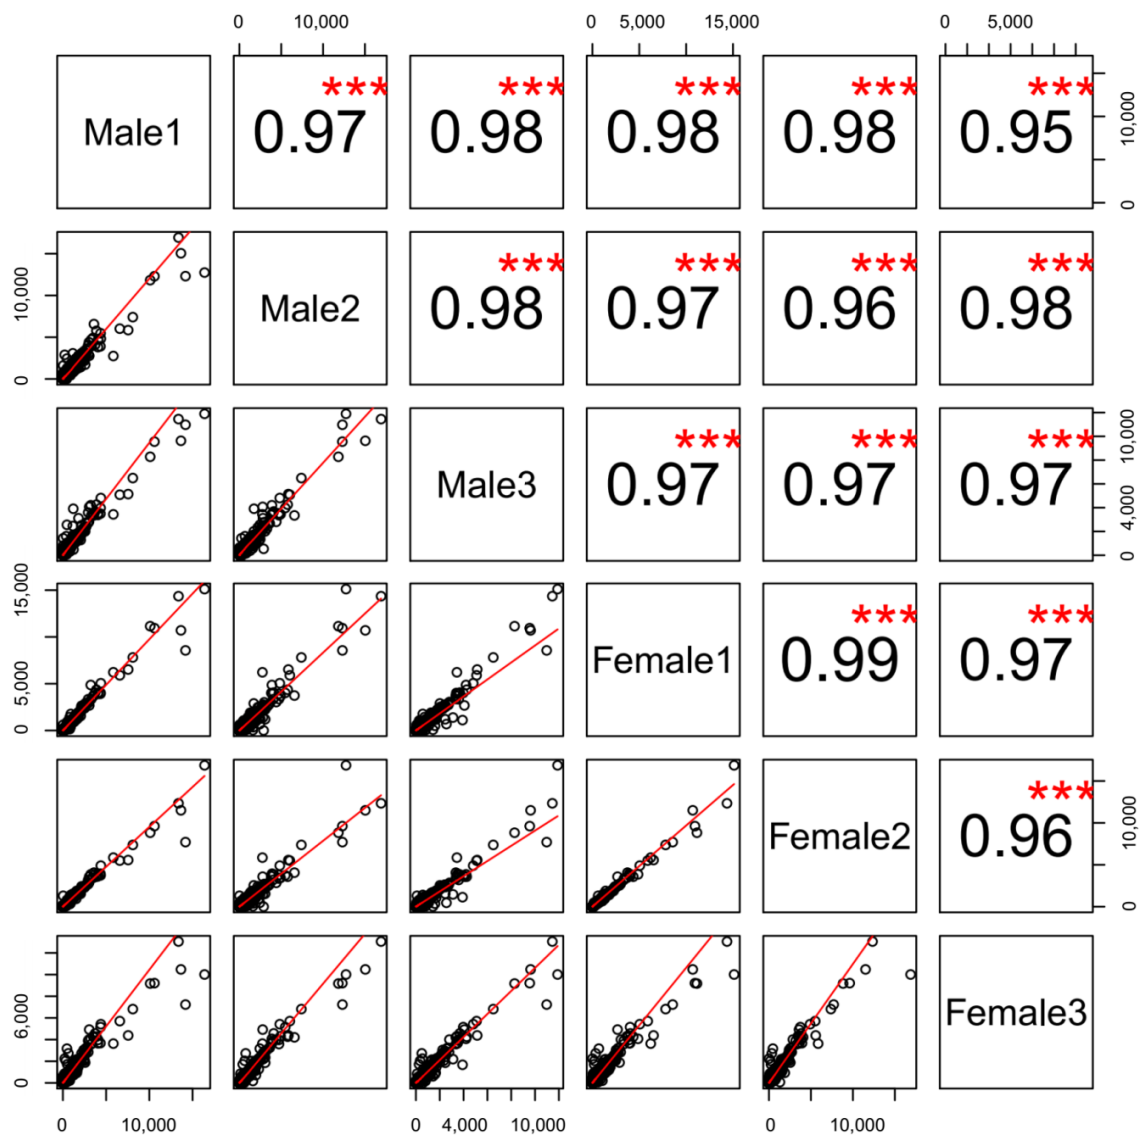 0 10,000 0 5,000 15,000 0 5,000
Male1 0.97 *** 0.98 *** 0.98 *** 0.98 *** 0.95 *** 0 10,000
0 10,000 Male2 0.98 *** 0.97 *** 0.96 *** 0.98 ***
Male3 0.97 *** 0.97 *** 0.97 *** 0 4,000 10,000
0 5,000 15,000 Female1 0.99 *** 0.97 ***
Female2 0.96 *** 0 10,000
0 6,000 Female3
0 10,000 0 4,000 10,000 0 10,000